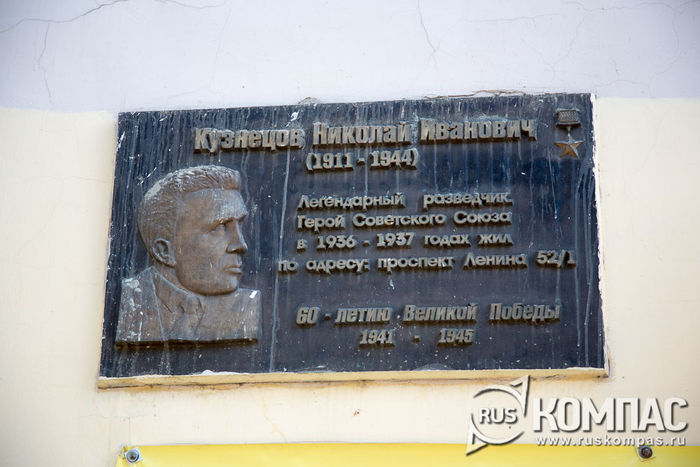 Кузнецов Николай Иванович
(1911 - 1944)
Легендарный разведчик,
Герой Советского Союза
в 1936 - 1937 годах жил
по адресу: проспект Ленина 52/1
60 - летию Великой Победы
1941 - 1945
RUS КОМПАС
www.ruskompas.ru